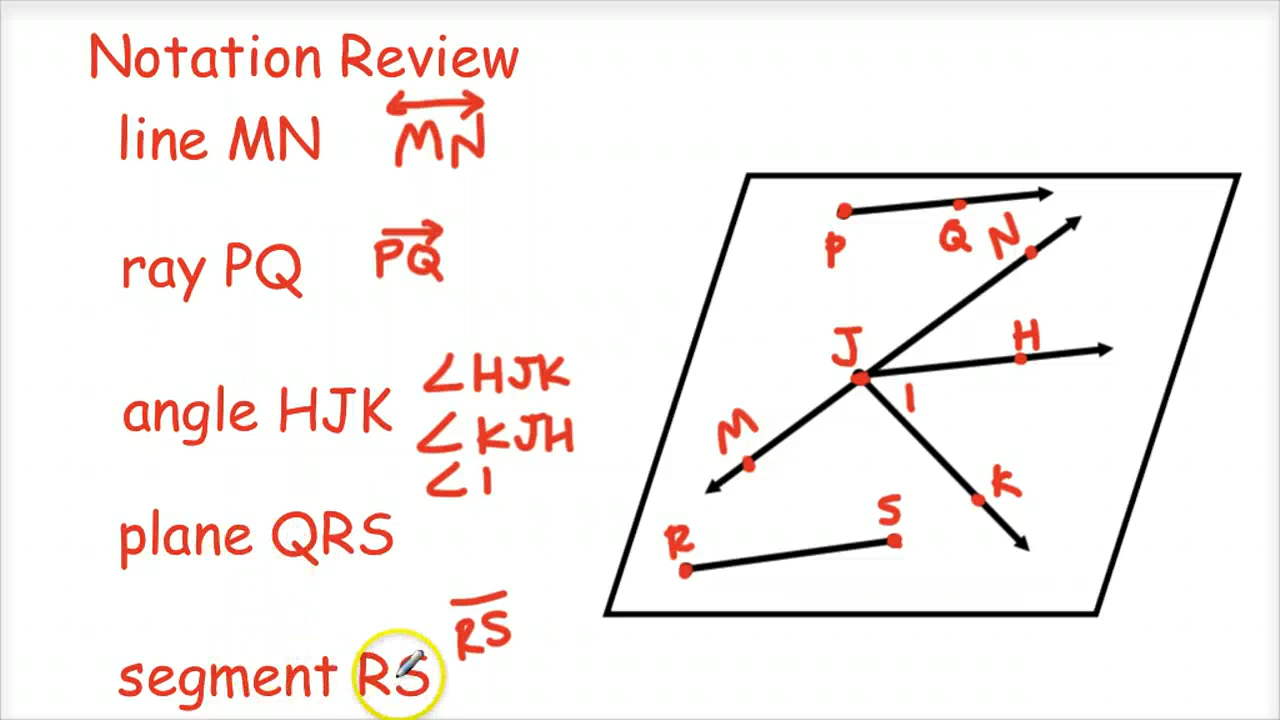 Notation Review
line MN
MN
ray PQ
PQ
angle HJK
∠HJK
∠KJH
∠1
plane QRS
segment RS
RS
P
Q
N
J
H
1
M
K
S
R